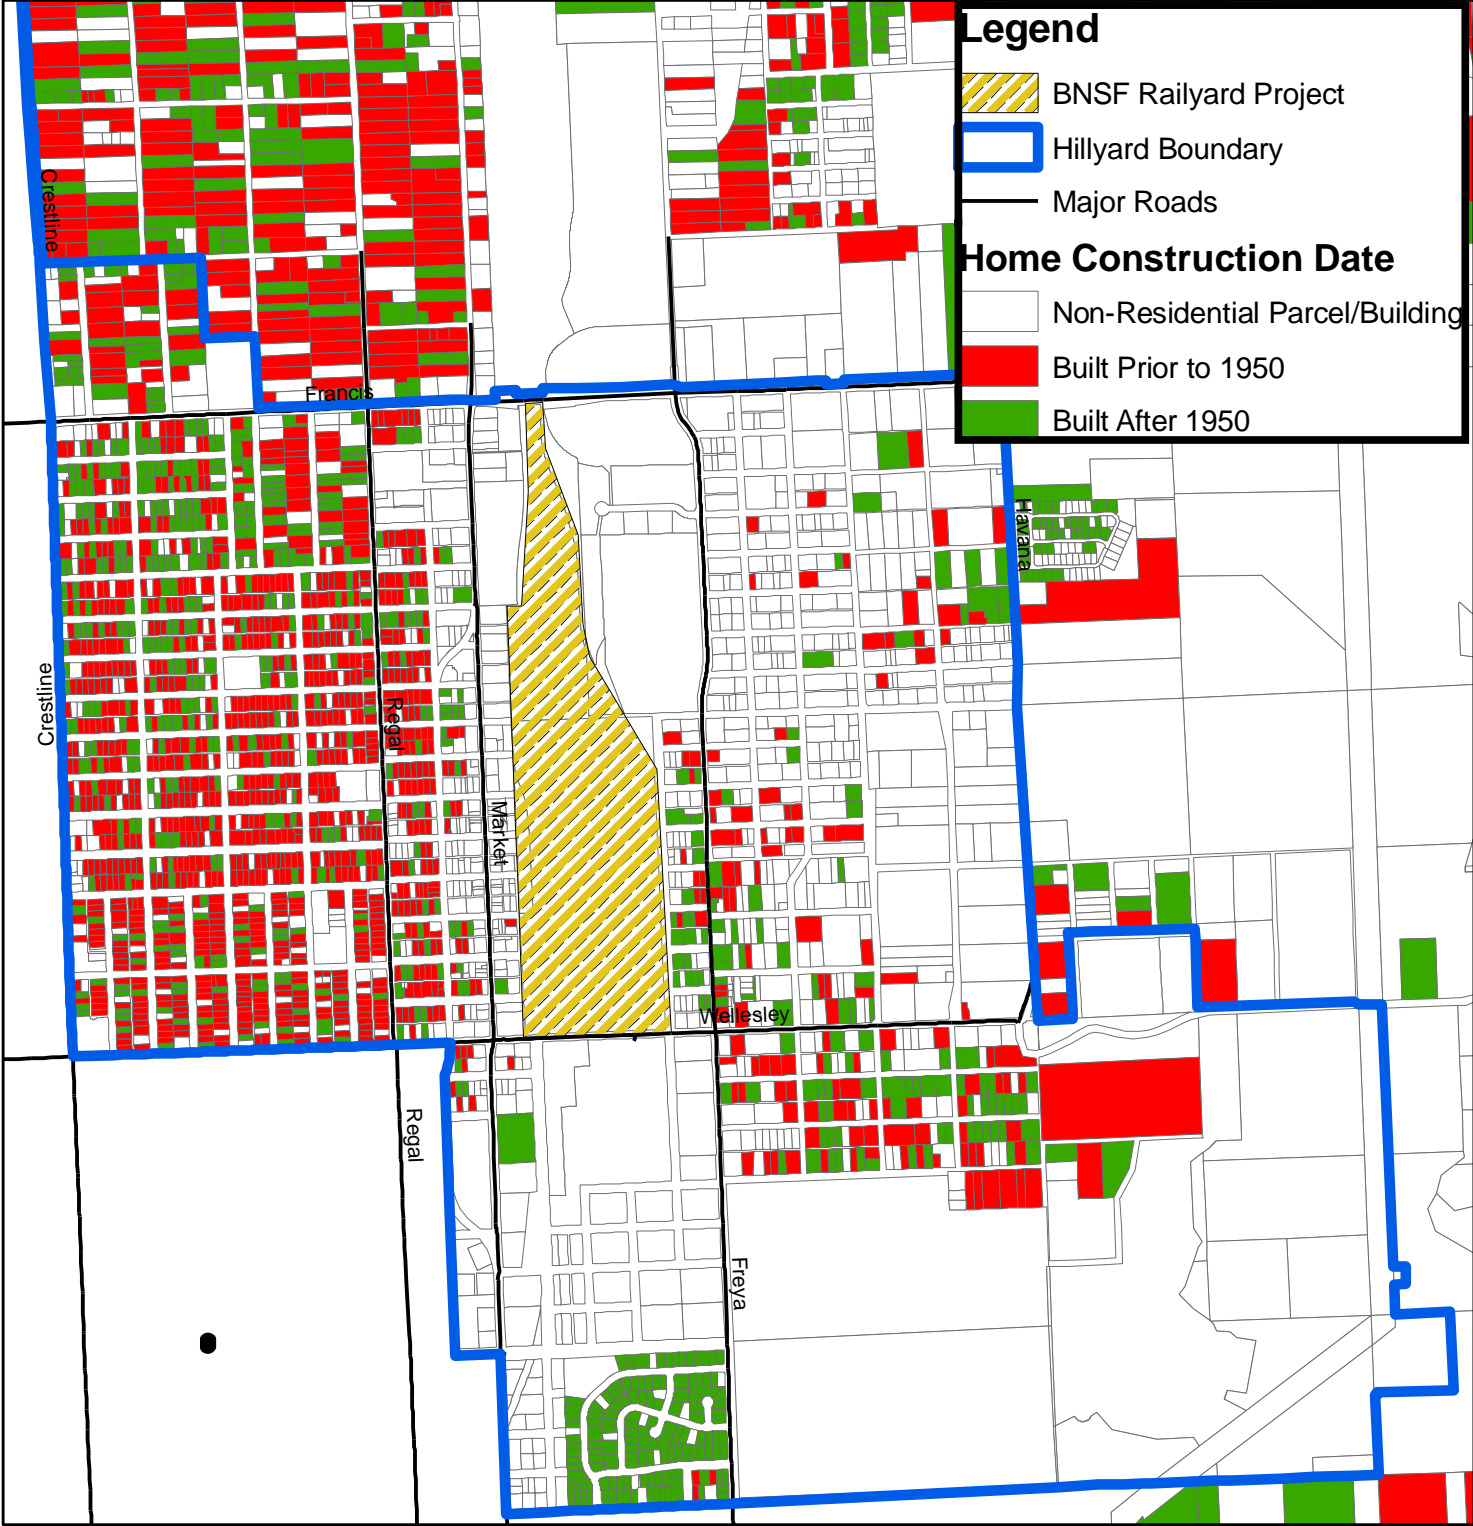 Legend
BNSF Railyard Project
Hillyard Boundary
Major Roads
Home Construction Date
Non-Residential Parcel/Building
Built Prior to 1950
Built After 1950
Crestline
Francis
Havana
Crestline
Regal
Market
Wellesley
Regal
Freya